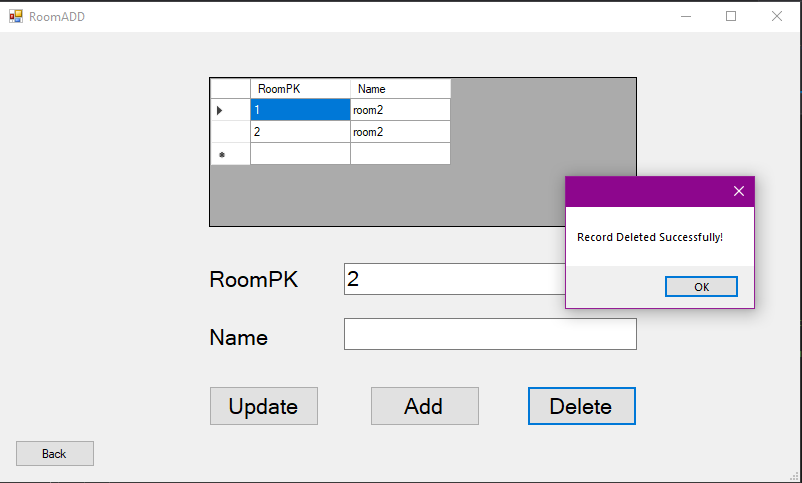 RoomADD
RoomPK Name
1 room2
2 room2
Record Deleted Successfully!
OK
RoomPK 2
Name
Update Add Delete
Back